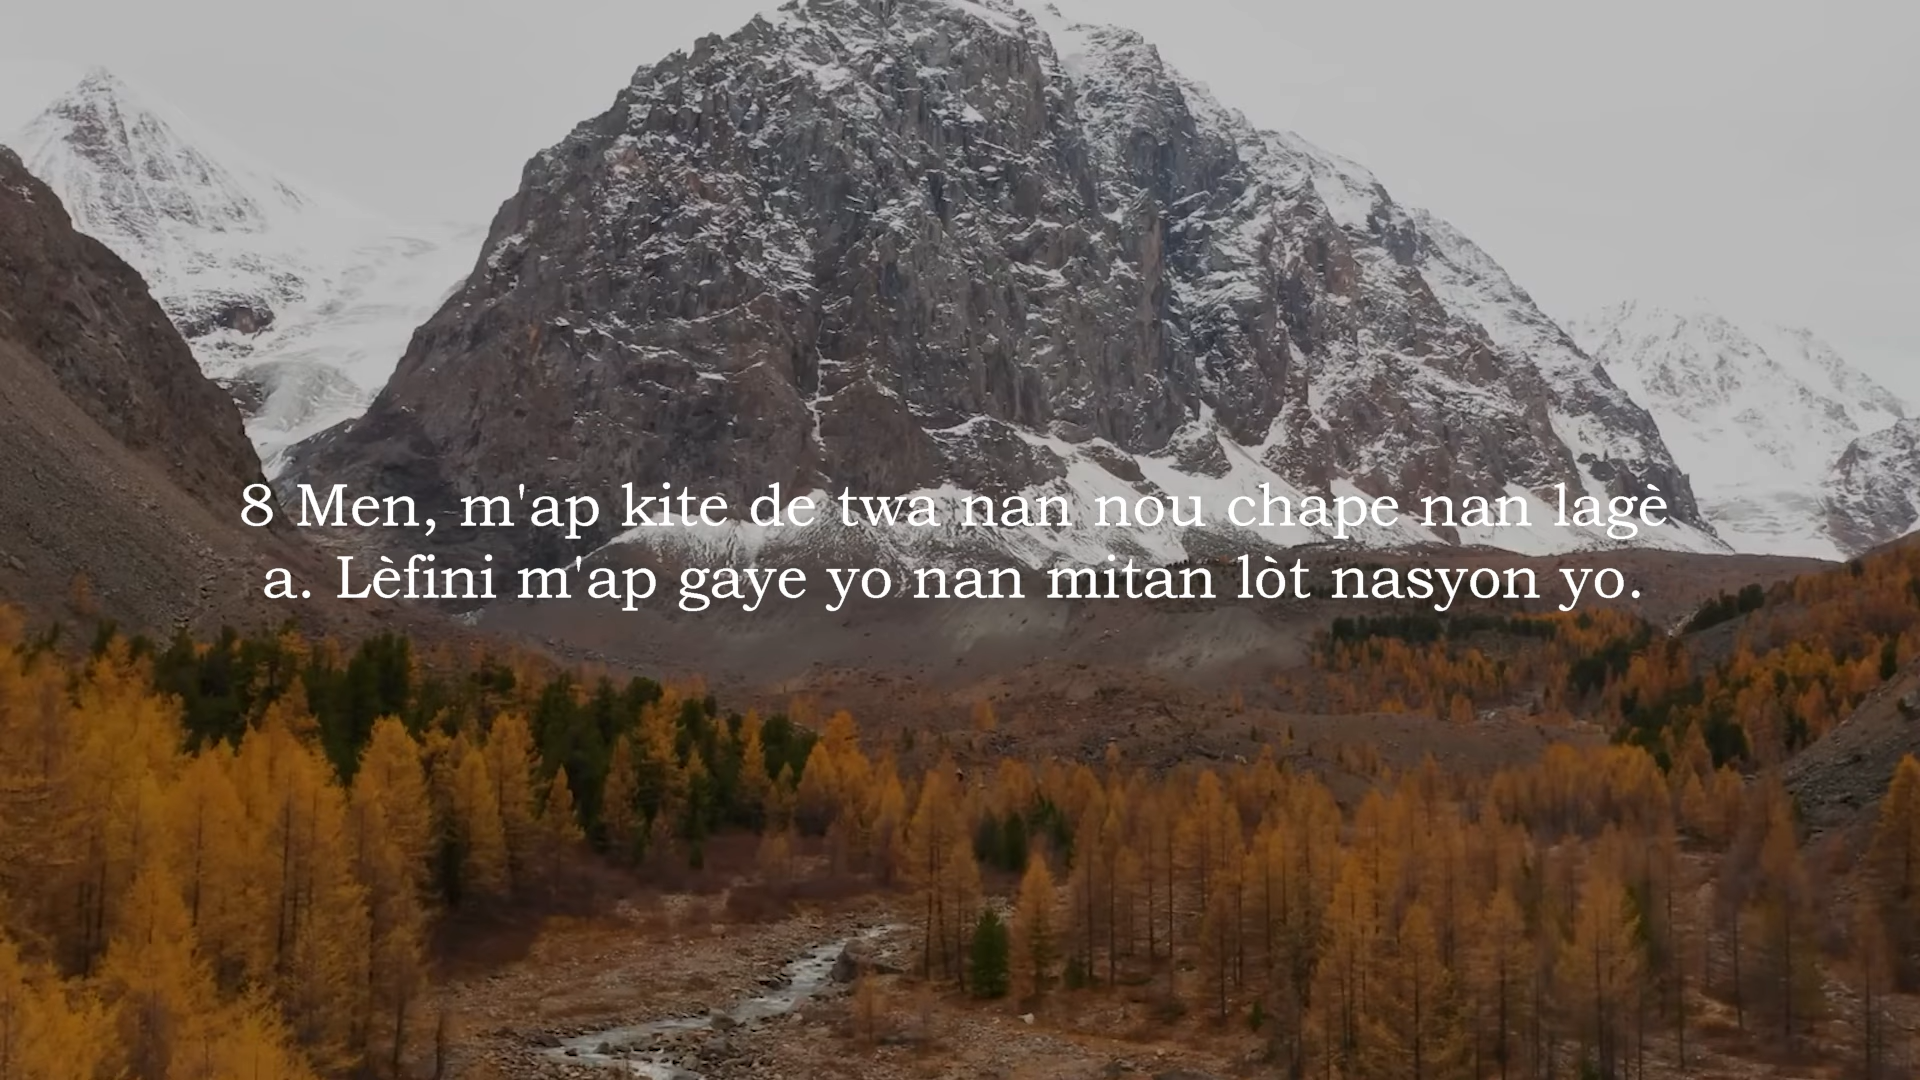 8 Men, m'ap kite de twa nan nou chape nan lagè
a. Lèfini m'ap gaye yo nan mitan lòt nasyon yo.